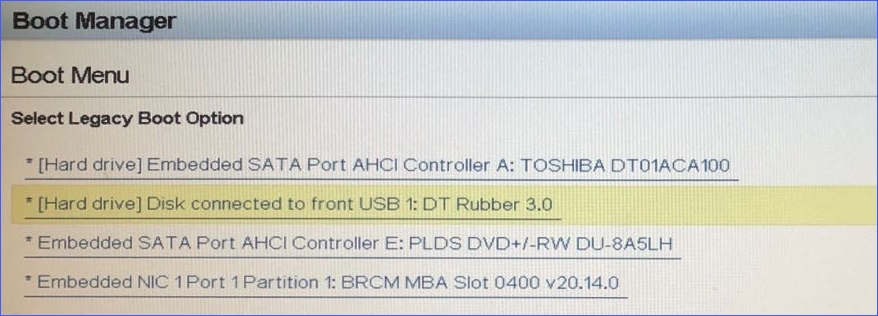 Boot Manager
Boot Menu
Select Legacy Boot Option
* [Hard drive] Embedded SATA Port AHCI Controller A: TOSHIBA DT01ACA100
* [Hard drive] Disk connected to front USB 1: DT Rubber 3.0
* Embedded SATA Port AHCI Controller E: PLDS DVD+/-RW DU-8A5LH
* Embedded NIC 1 Port 1 Partition 1: BRCM MBA Slot 0400 v20.14.0